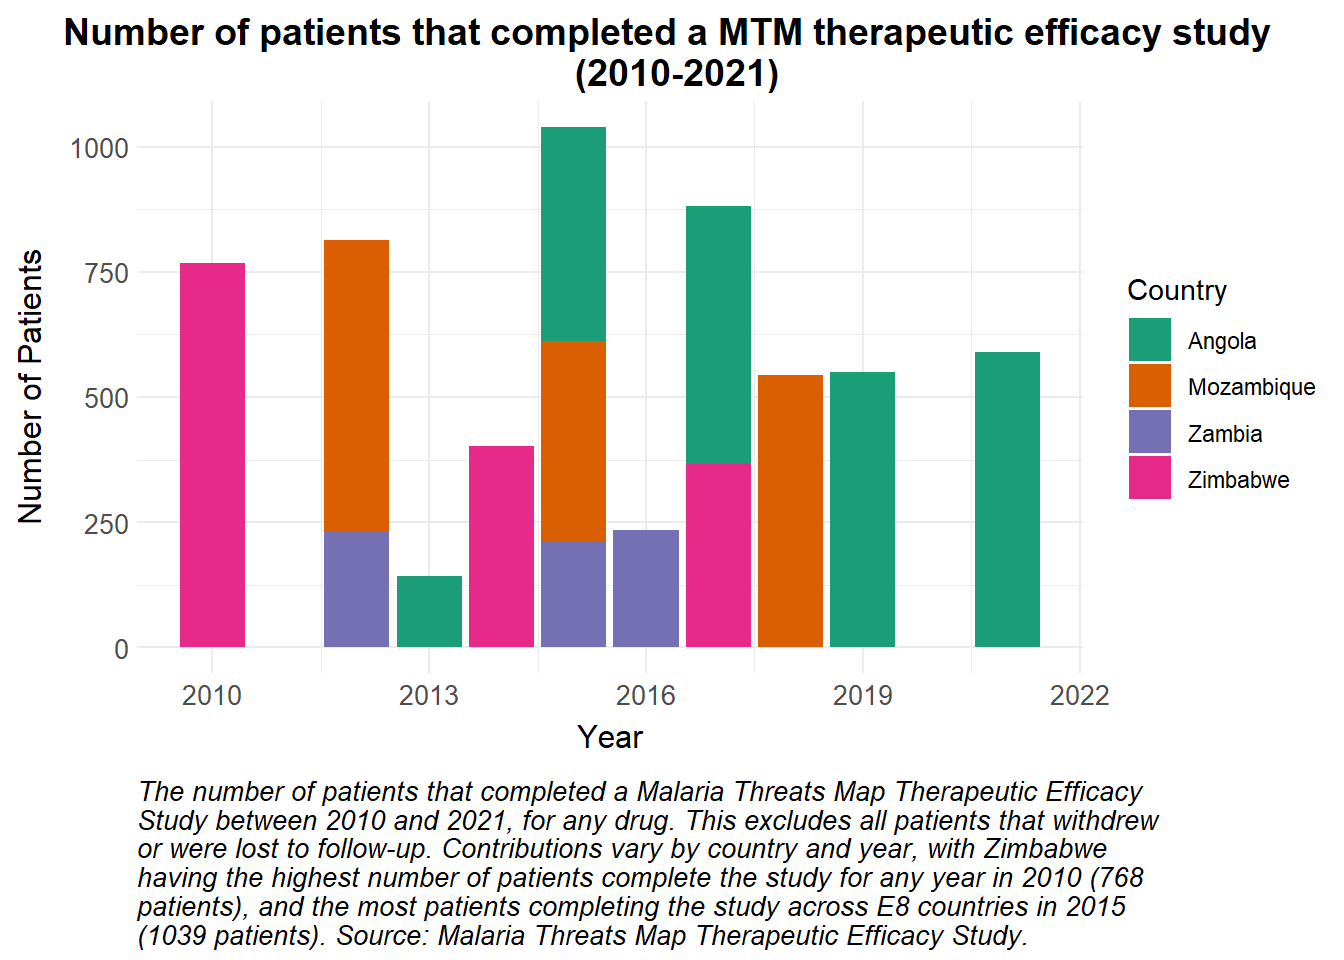 Number of patients that completed a MTM therapeutic efficacy study
(2010-2021)
Number of Patients
1000
750
500
250
0
2010
2013
2016
2019
2022
Year
Country
Angola
Mozambique
Zambia
Zimbabwe
The number of patients that completed a Malaria Threats Map Therapeutic Efficacy
Study between 2010 and 2021, for any drug. This excludes all patients that withdrew
or were lost to follow-up. Contributions vary by country and year, with Zimbabwe
having the highest number of patients complete the study for any year in 2010 (768
patients), and the most patients completing the study across E8 countries in 2015
(1039 patients). Source: Malaria Threats Map Therapeutic Efficacy Study.